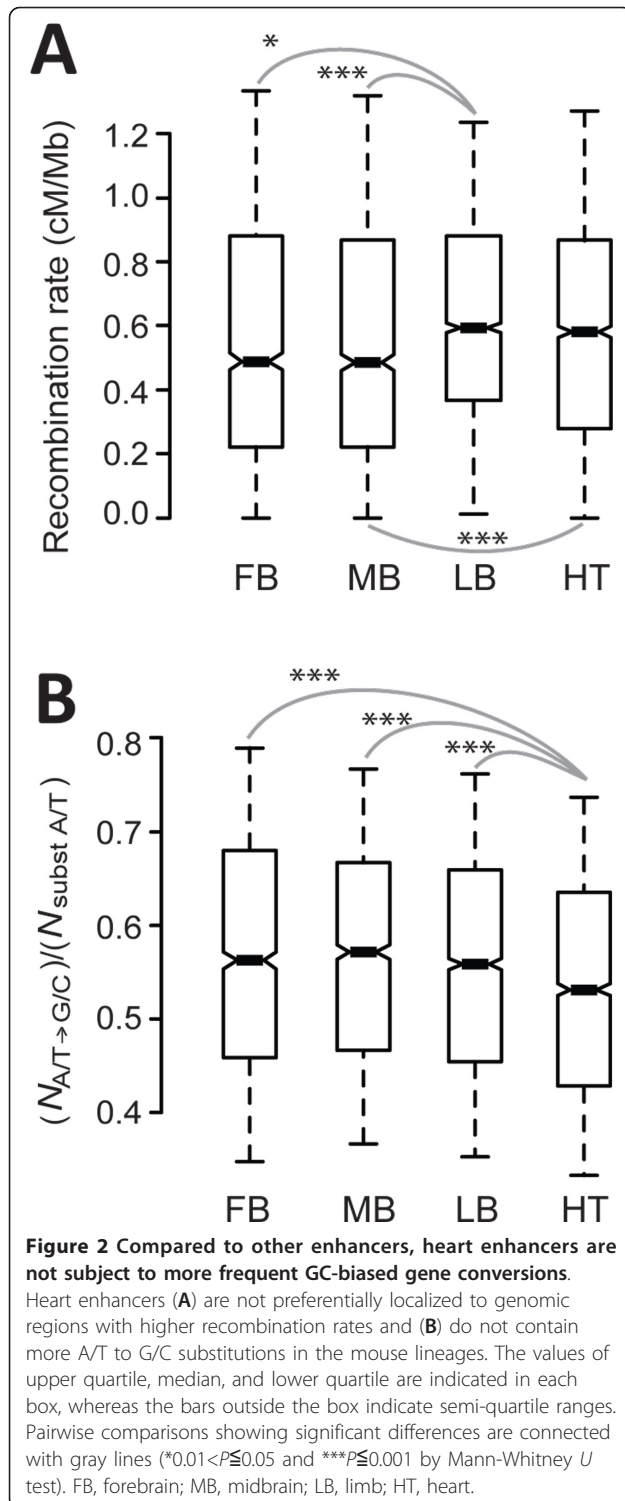 A
*
***
Recombination rate (cM/Mb)
1.2
1.0
0.8
0.6
0.4
0.2
0.0
***
FB MB LB HT
B
***
***
***
(N A/T→G/C)/(N subst A/T)
0.8
0.7
0.6
0.5
0.4
FB MB LB HT
Figure 2 Compared to other enhancers, heart enhancers are
not subject to more frequent GC-biased gene conversions.
Heart enhancers (A) are not preferentially localized to genomic
regions with higher recombination rates and (B) do not contain
more A/T to G/C substitutions in the mouse lineages. The values of
upper quartile, median, and lower quartile are indicated in each
box, whereas the bars outside the box indicate semi-quartile ranges.
Pairwise comparisons showing significant differences are connected
with gray lines (*0.01<P≦0.05 and ***P≦0.001 by Mann-Whitney U
test). FB, forebrain; MB, midbrain; LB, limb; HT, heart.